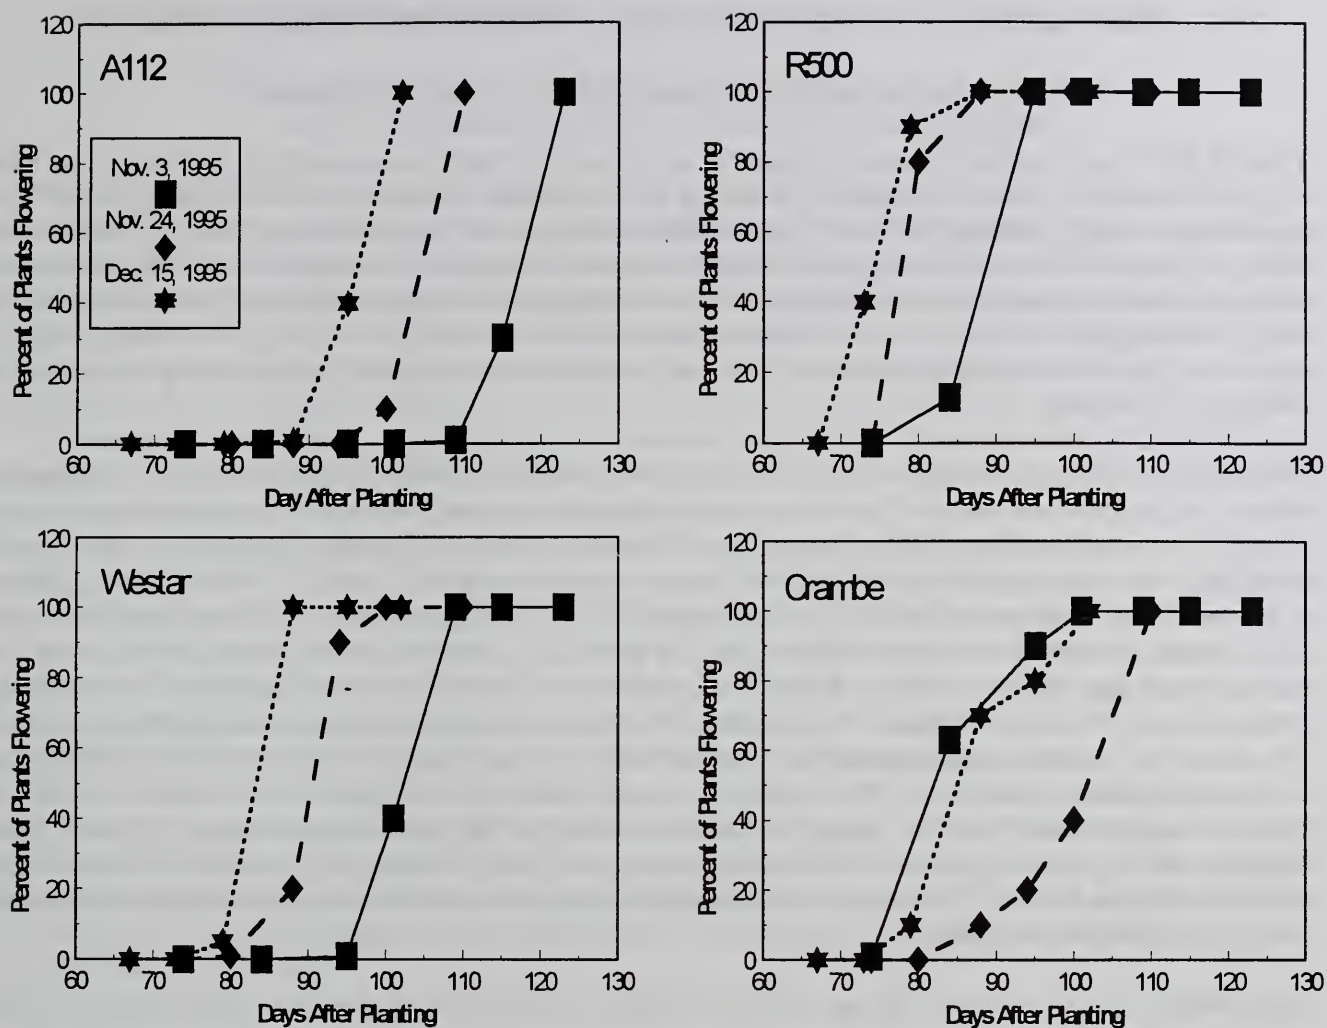 A112
Percent of Plants Flowering
120
100
80
60
40
20
0
Nov. 3, 1995
Nov. 24, 1995
Dec. 15, 1995
60 70 80 90 100 110 120 130
Day After Planting
R500
Percent of Plants Flowering
120
100
80
60
40
20
0
60 70 80 90 100 110 120 130
Days After Planting
Westar
Percent of Plants Flowering
120
100
80
60
40
20
0
60 70 80 90 100 110 120 130
Days After Planting
Crambe
Percent of Plants Flowering
120
100
80
60
40
20
0
60 70 80 90 100 110 120 130
Days After Planting